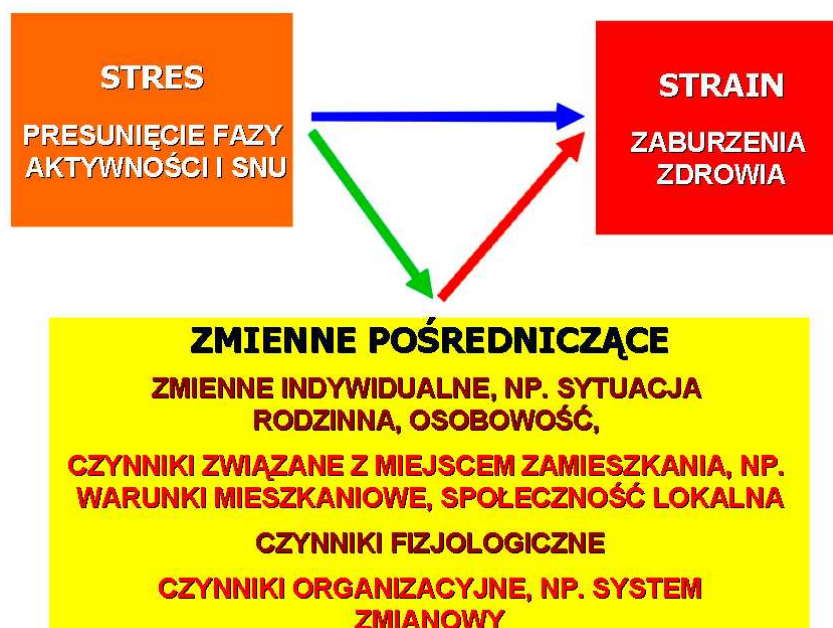 STRES
PRESUNIĘCIE FAZY
AKTYWNOŚCI I SNU
STRAIN
ZABURZENIA
ZDROWIA
ZMIENNE POŚREDNICZĄCE
ZMIENNE INDYWIDUALNE, NP. SYTUACJA
RODZINNA, OSOBOWOŚĆ,
CZYNNIKI ZWIĄZANE Z MIEJSCEM ZAMIESZKANIA, NP.
WARUNKI MIESZKANIOWE, SPOŁECZNOŚĆ LOKALNA
CZYNNIKI FIZJOLOGICZNE
CZYNNIKI ORGANIZACYJNE, NP. SYSTEM
ZMIANOWY